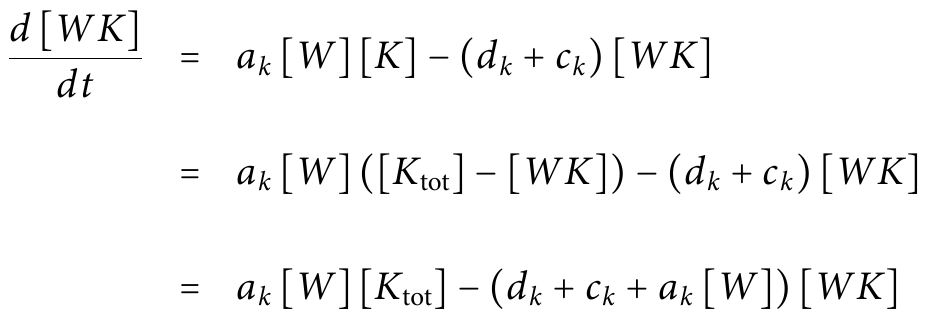 d [WK] / dt = a_k [W] [K] − (d_k + c_k) [WK]
= a_k [W] ([K_tot] − [WK]) − (d_k + c_k) [WK]
= a_k [W] [K_tot] − (d_k + c_k + a_k [W]) [WK]